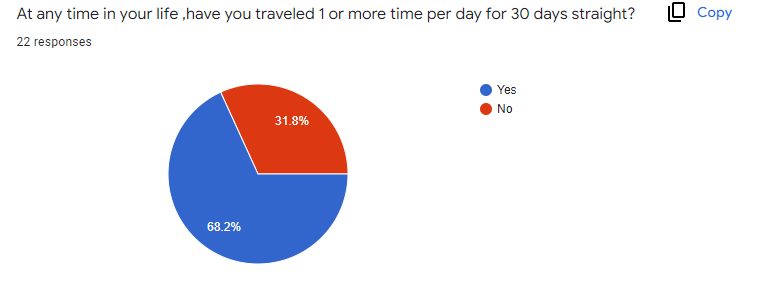 At any time in your life ,have you traveled 1 or more time per day for 30 days straight?
Copy
22 responses
Yes
No
31.8%
68.2%